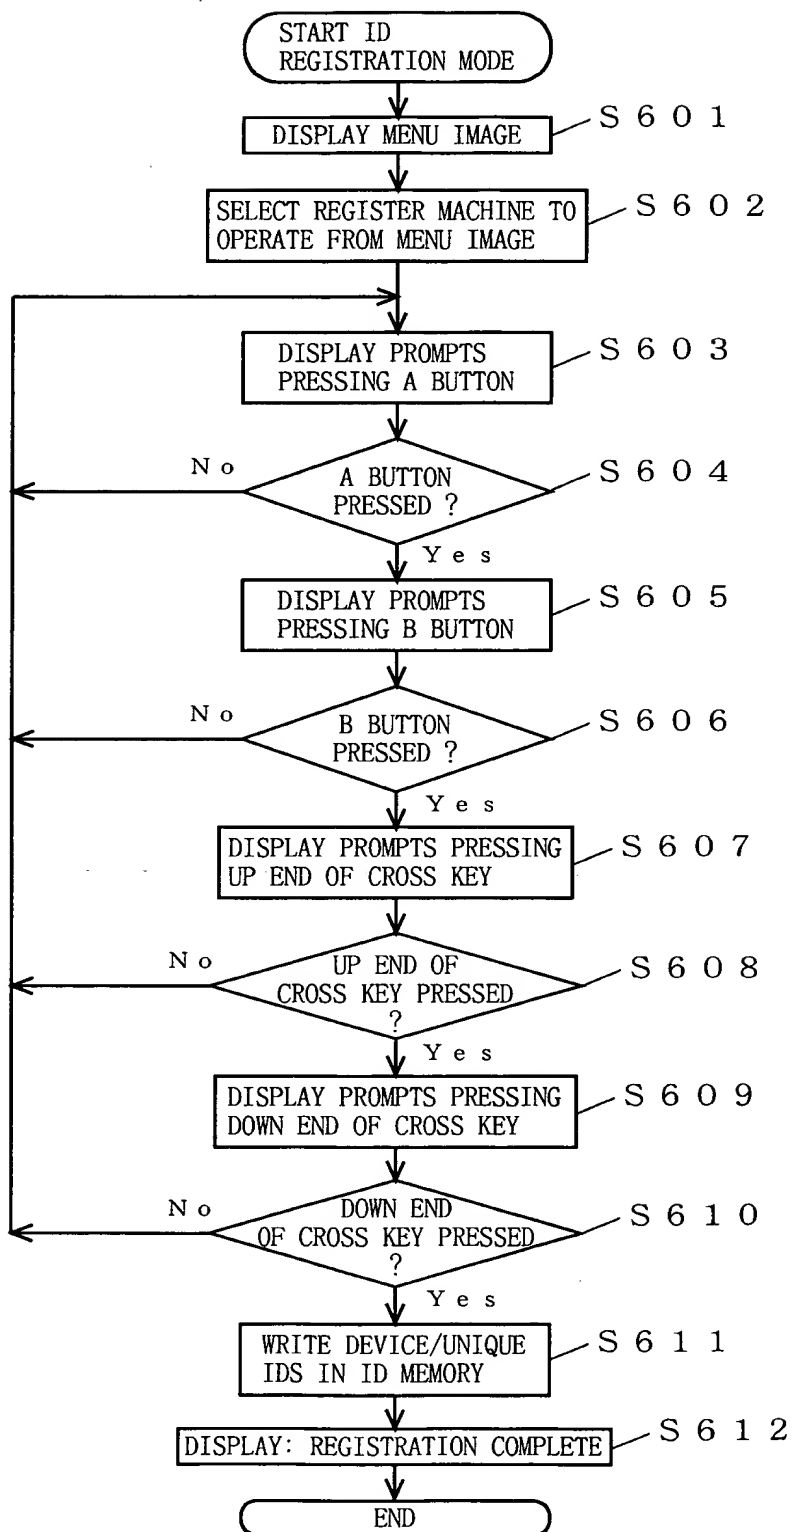 START ID
REGISTRATION MODE
DISPLAY MENU IMAGE
S601
SELECT REGISTER MACHINE TO
OPERATE FROM MENU IMAGE
S602
DISPLAY PROMPTS
PRESSING A BUTTON
S603
No
A BUTTON
PRESSED ?
S604
Yes
DISPLAY PROMPTS
PRESSING B BUTTON
S605
No
B BUTTON
PRESSED ?
S606
Yes
DISPLAY PROMPTS PRESSING
UP END OF CROSS KEY
S607
No
UP END OF
CROSS KEY PRESSED
?
S608
Yes
DISPLAY PROMPTS PRESSING
DOWN END OF CROSS KEY
S609
No
DOWN END
OF CROSS KEY PRESSED
?
S610
Yes
WRITE DEVICE/UNIQUE
IDS IN ID MEMORY
S611
DISPLAY: REGISTRATION COMPLETE
S612
END